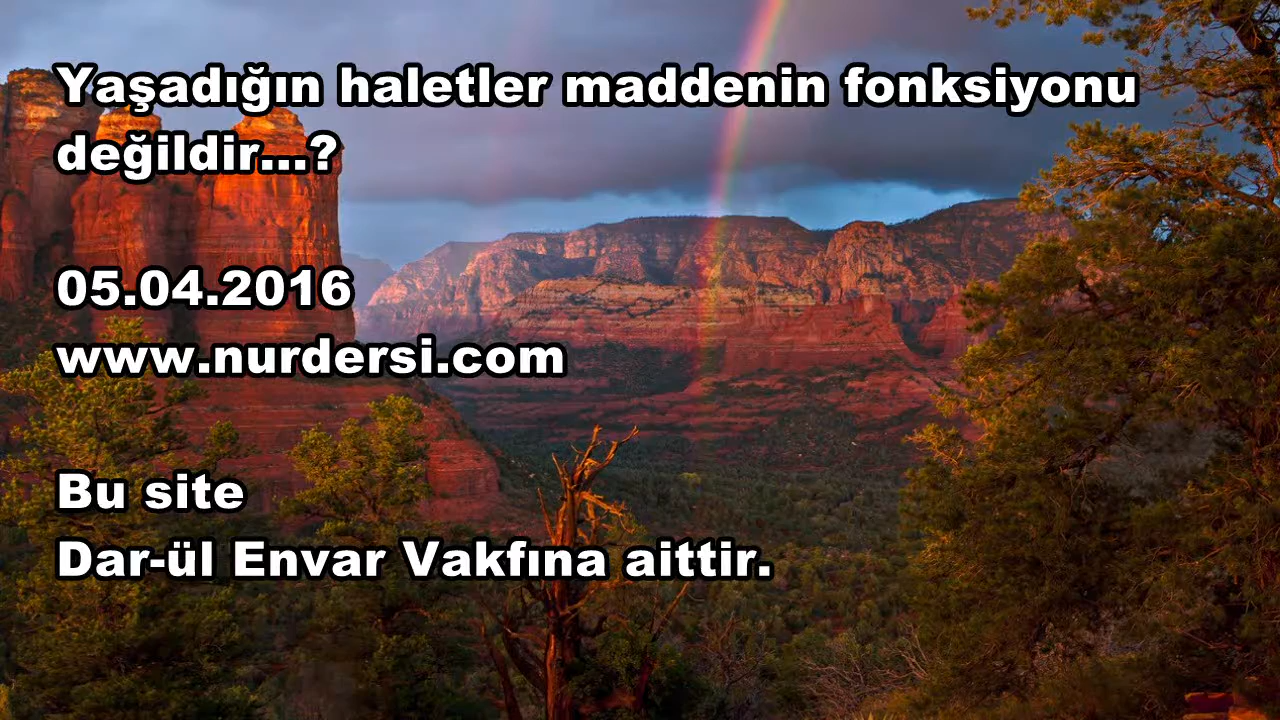 Yaşadığın haletler maddenin fonksiyonu
değildir...?
05.04.2016
www.nurdersi.com
Bu site
Dar-ül Envar Vakfına aittir.